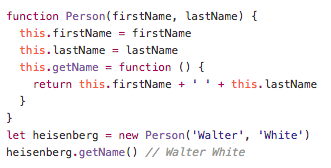 function Person(firstName, lastName) {
  this.firstName = firstName
  this.lastName = lastName
  this.getName = function () {
    return this.firstName + ' ' + this.lastName
  }
}
let heisenberg = new Person('Walter', 'White')
heisenberg.getName() // Walter White